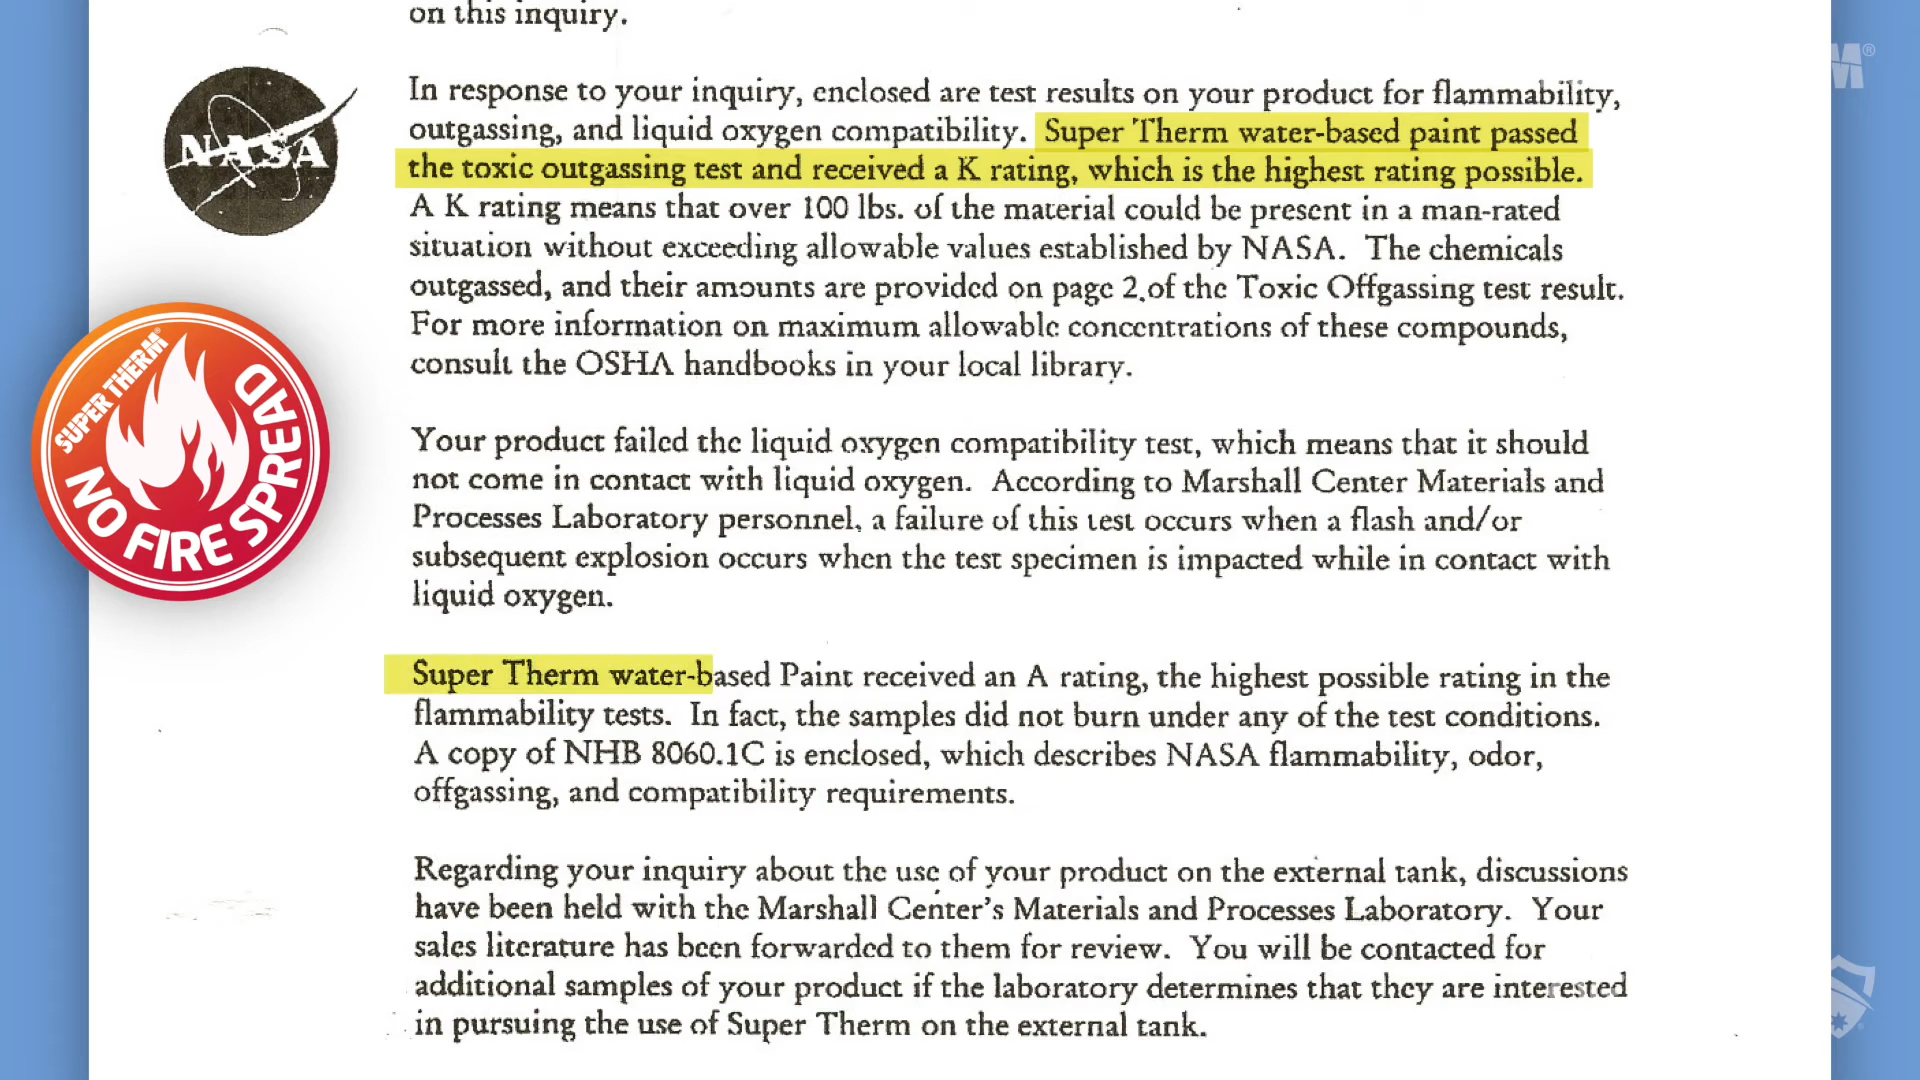 on this inquiry.
NASA
In response to your inquiry, enclosed are test results on your product for flammability,
outgassing, and liquid oxygen compatibility. Super Therm water-based paint passed
the toxic outgassing test and received a K rating, which is the highest rating possible.
A K rating means that over 100 lbs. of the material could be present in a man-rated
situation without exceeding allowable values established by NASA. The chemicals
outgassed, and their amounts are provided on page 2.of the Toxic Offgassing test result.
For more information on maximum allowable concentrations of these compounds,
consult the OSHA handbooks in your local library.
SUPER THERM®
NO FIRE SPREAD
Your product failed the liquid oxygen compatibility test, which means that it should
not come in contact with liquid oxygen. According to Marshall Center Materials and
Processes Laboratory personnel, a failure of this test occurs when a flash and/or
subsequent explosion occurs when the test specimen is impacted while in contact with
liquid oxygen.
Super Therm water-based Paint received an A rating, the highest possible rating in the
flammability tests. In fact, the samples did not burn under any of the test conditions.
A copy of NHB 8060.1C is enclosed, which describes NASA flammability, odor,
offgassing, and compatibility requirements.
Regarding your inquiry about the use of your product on the external tank, discussions
have been held with the Marshall Center's Materials and Processes Laboratory. Your
sales literature has been forwarded to them for review. You will be contacted for
additional samples of your product if the laboratory determines that they are interested
in pursuing the use of Super Therm on the external tank.
M®